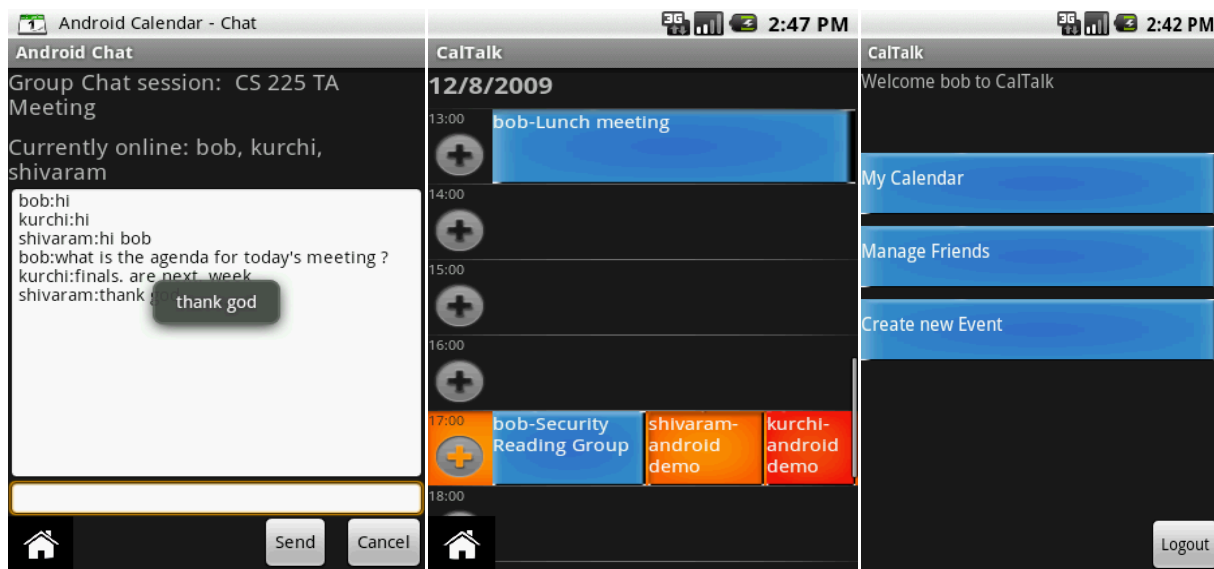 Android Calendar - Chat
Android Chat
Group Chat session:  CS 225 TA
Meeting
Currently online: bob, kurchi,
shivaram
bob:hi
kurchi:hi
shivaram:hi bob
bob:what is the agenda for today's meeting ?
kurchi:finals. are next. week
shivaram:thank god
thank god
Send
Cancel
3G
2:47 PM
CalTalk
12/8/2009
13:00
bob-Lunch meeting
14:00
15:00
16:00
17:00
bob-Security
Reading Group
shivaram-
android
demo
kurchi-
android
demo
18:00
3G
2:42 PM
CalTalk
Welcome bob to CalTalk
My Calendar
Manage Friends
Create new Event
Logout